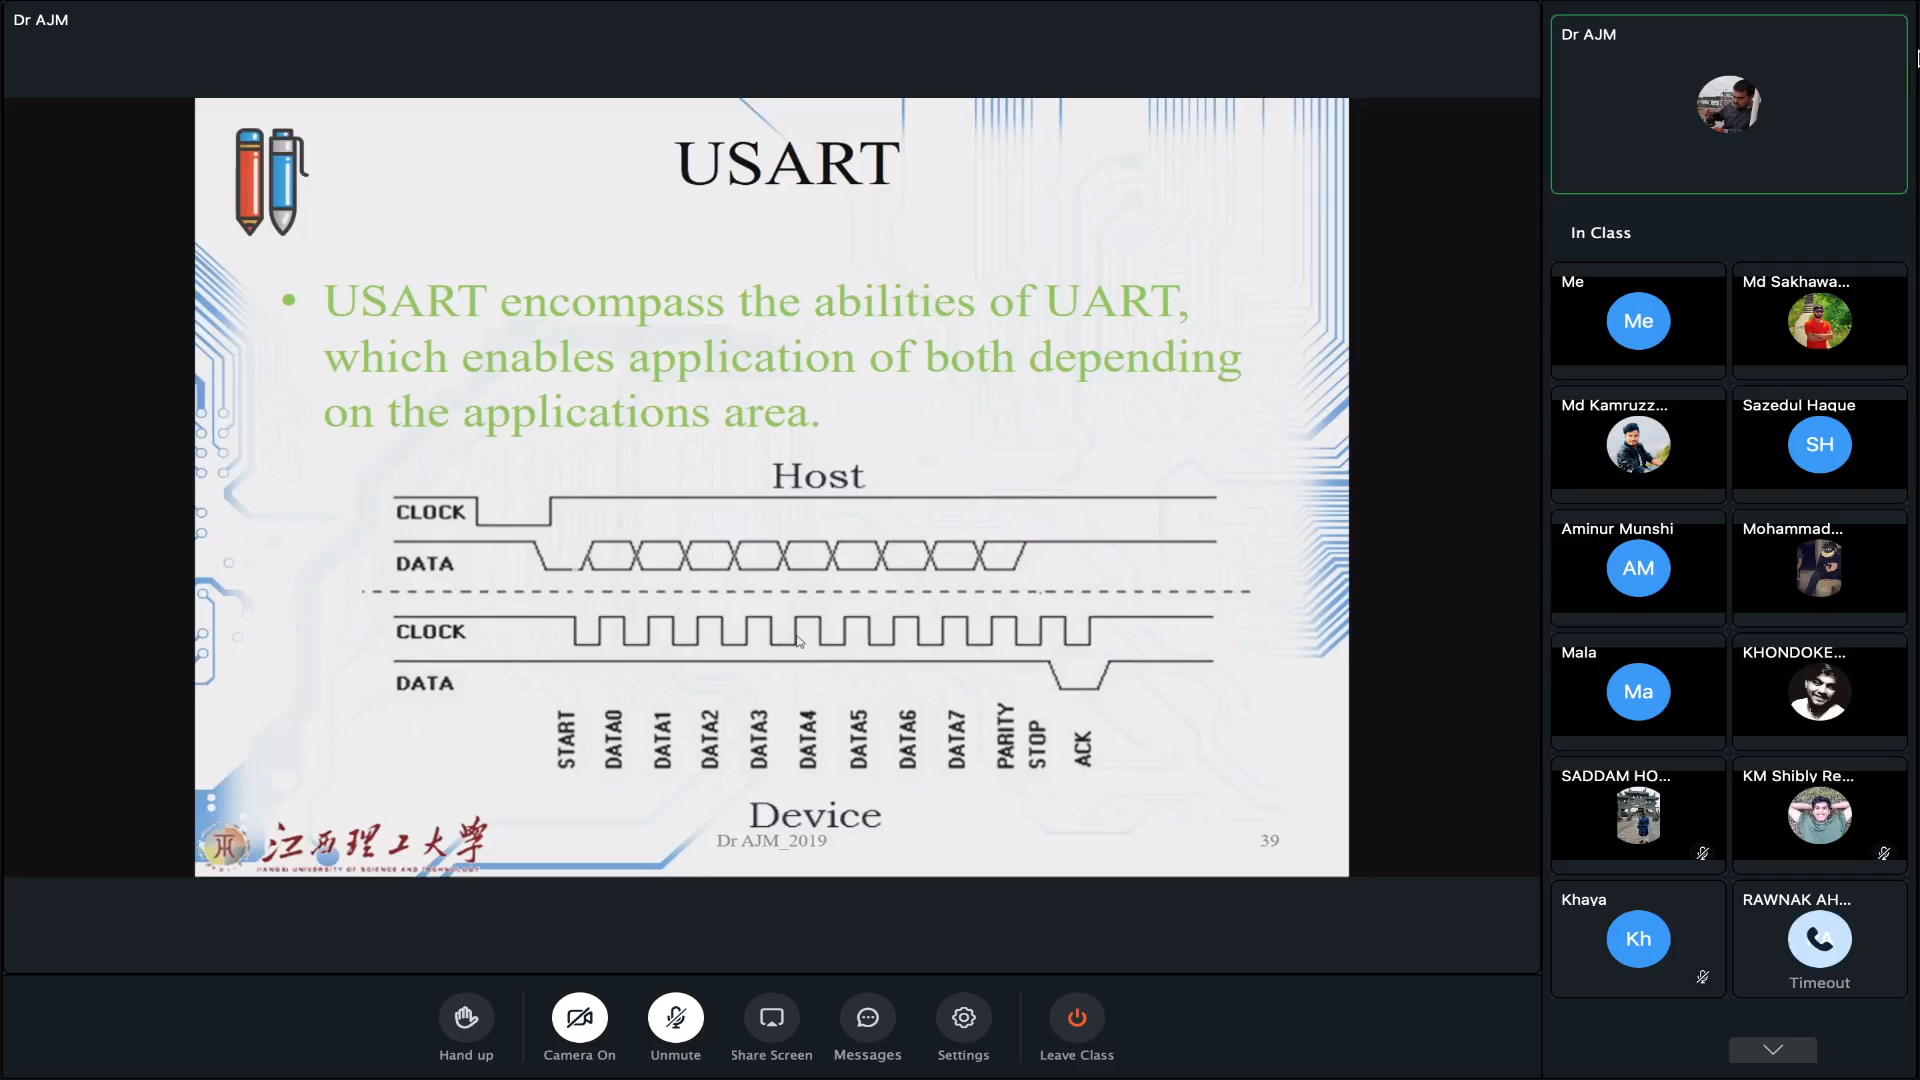 Dr AJM
USART
• USART encompass the abilities of UART,
which enables application of both depending
on the applications area.
Host
CLOCK
DATA
CLOCK
DATA
START
DATA0
DATA1
DATA2
DATA3
DATA4
DATA5
DATA6
DATA7
PARITY
STOP
ACK
Device
江西理工大学
JIANGXI UNIVERSITY OF SCIENCE AND TECHNOLOGY
Dr AJM_2019
39
Dr AJM
In Class
Me
Me
Md Sakhawa...
Md Kamruzz...
Sazedul Haque
SH
Aminur Munshi
AM
Mohammad...
Mala
Ma
KHONDOKE...
SADDAM HO...
KM Shibly Re...
Khaya
Kh
RAWNAK AH...
Timeout
Hand up
Camera On
Unmute
Share Screen
Messages
Settings
Leave Class